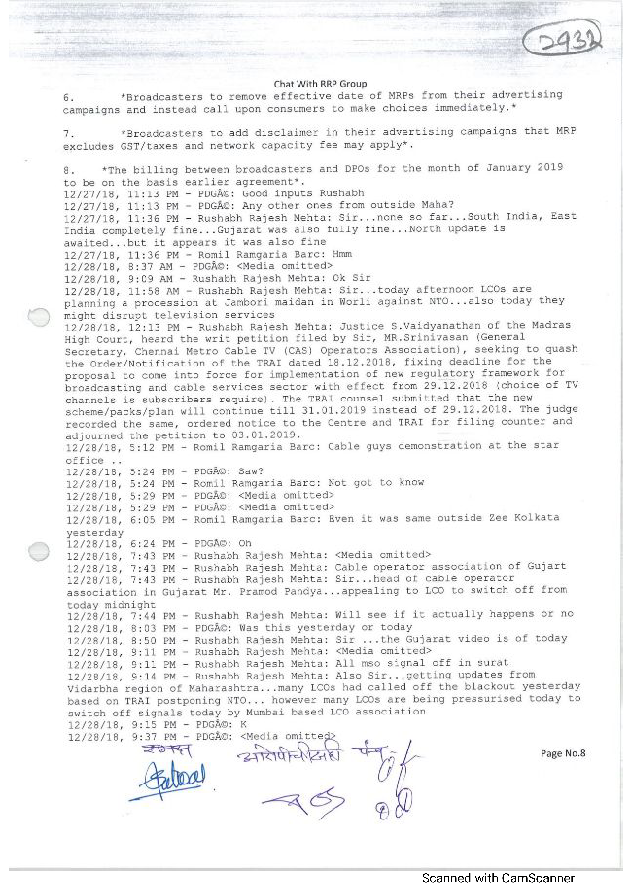 2932
Chat With RRP Group
6. *Broadcasters to remove effective date of MRPs from their advertising
campaigns and instead call upon consumers to make choices immediately.*
7. *Broadcasters to add disclaimer in their advertising campaigns that MRP
excludes GST/taxes and network capacity fee may apply*.
8. *The billing between broadcasters and DPOs for the month of January 2019
to be on the basis earlier agreement*.
12/27/18, 11:13 PM - PDGÃ©: Good inputs Rushabh
12/27/18, 11:13 PM - PDGÃ©: Any other ones from outside Maha?
12/27/18, 11:36 PM - Rushabh Rajesh Mehta: Sir...none so far...South India, East
India completely fine...Gujarat was also fully fine...North update is
awaited...but it appears it was also fine
12/27/18, 11:36 PM - Romil Ramgaria Barc: Hmm
12/28/18, 8:37 AM - PDGÃ©: <Media omitted>
12/28/18, 9:09 AM - Rushabh Rajesh Mehta: Ok Sir
12/28/18, 11:58 AM - Rushabh Rajesh Mehta: Sir...today afternoon LCOs are
planning a procession at Jambori maidan in Worli against NTO...also today they
might disrupt television services
12/28/18, 12:13 PM - Rushabh Rajesh Mehta: Justice S.Vaidyanathan of the Madras
High Court, heard the writ petition filed by Sir, MR.Srinivasan (General
Secretary, Chennai Metro Cable TV (CAS) Operators Association), seeking to quash
the Order/Notification of the TRAI dated 18.12.2018, fixing deadline for the
proposal to come into force for implementation of new regulatory framework for
broadcasting and cable services sector with effect from 29.12.2018 (choice of TV
channels is subscribers require). The TRAI counsel submitted that the new
scheme/packs/plan will continue till 31.01.2019 instead of 29.12.2018. The judge
recorded the same, ordered notice to the Centre and TRAI for filing counter and
adjourned the petition to 03.01.2019.
12/28/18, 5:12 PM - Romil Ramgaria Barc: Cable guys demonstration at the star
office ..
12/28/18, 5:24 PM - PDGÃ©: Saw?
12/28/18, 5:24 PM - Romil Ramgaria Barc: Not got to know
12/28/18, 5:29 PM - PDGÃ©: <Media omitted>
12/28/18, 5:29 PM - PDGÃ©: <Media omitted>
12/28/18, 6:05 PM - Romil Ramgaria Barc: Even it was same outside Zee Kolkata
yesterday
12/28/18, 6:24 PM - PDGÃ©: Oh
12/28/18, 7:43 PM - Rushabh Rajesh Mehta: <Media omitted>
12/28/18, 7:43 PM - Rushabh Rajesh Mehta: Cable operator association of Gujart
12/28/18, 7:43 PM - Rushabh Rajesh Mehta: Sir...head of cable operator
association in Gujarat Mr. Pramod Pandya...appealing to LCO to switch off from
today midnight
12/28/18, 7:44 PM - Rushabh Rajesh Mehta: Will see if it actually happens or no
12/28/18, 8:03 PM - PDGÃ©: Was this yesterday or today
12/28/18, 8:50 PM - Rushabh Rajesh Mehta: Sir ...the Gujarat video is of today
12/28/18, 9:11 PM - Rushabh Rajesh Mehta: <Media omitted>
12/28/18, 9:11 PM - Rushabh Rajesh Mehta: All mso signal off in surat
12/28/18, 9:14 PM - Rushabh Rajesh Mehta: Also Sir...getting updates from
Vidarbha region of Maharashtra...many LCOs had called off the blackout yesterday
based on TRAI postponing NTO... however many LCOs are being pressurised today to
switch off signals today by Mumbai based LCO association
12/28/18, 9:15 PM - PDGÃ©: K
12/28/18, 9:37 PM - PDGÃ©: <Media omitted>
Page No.8
Scanned with CamScanner